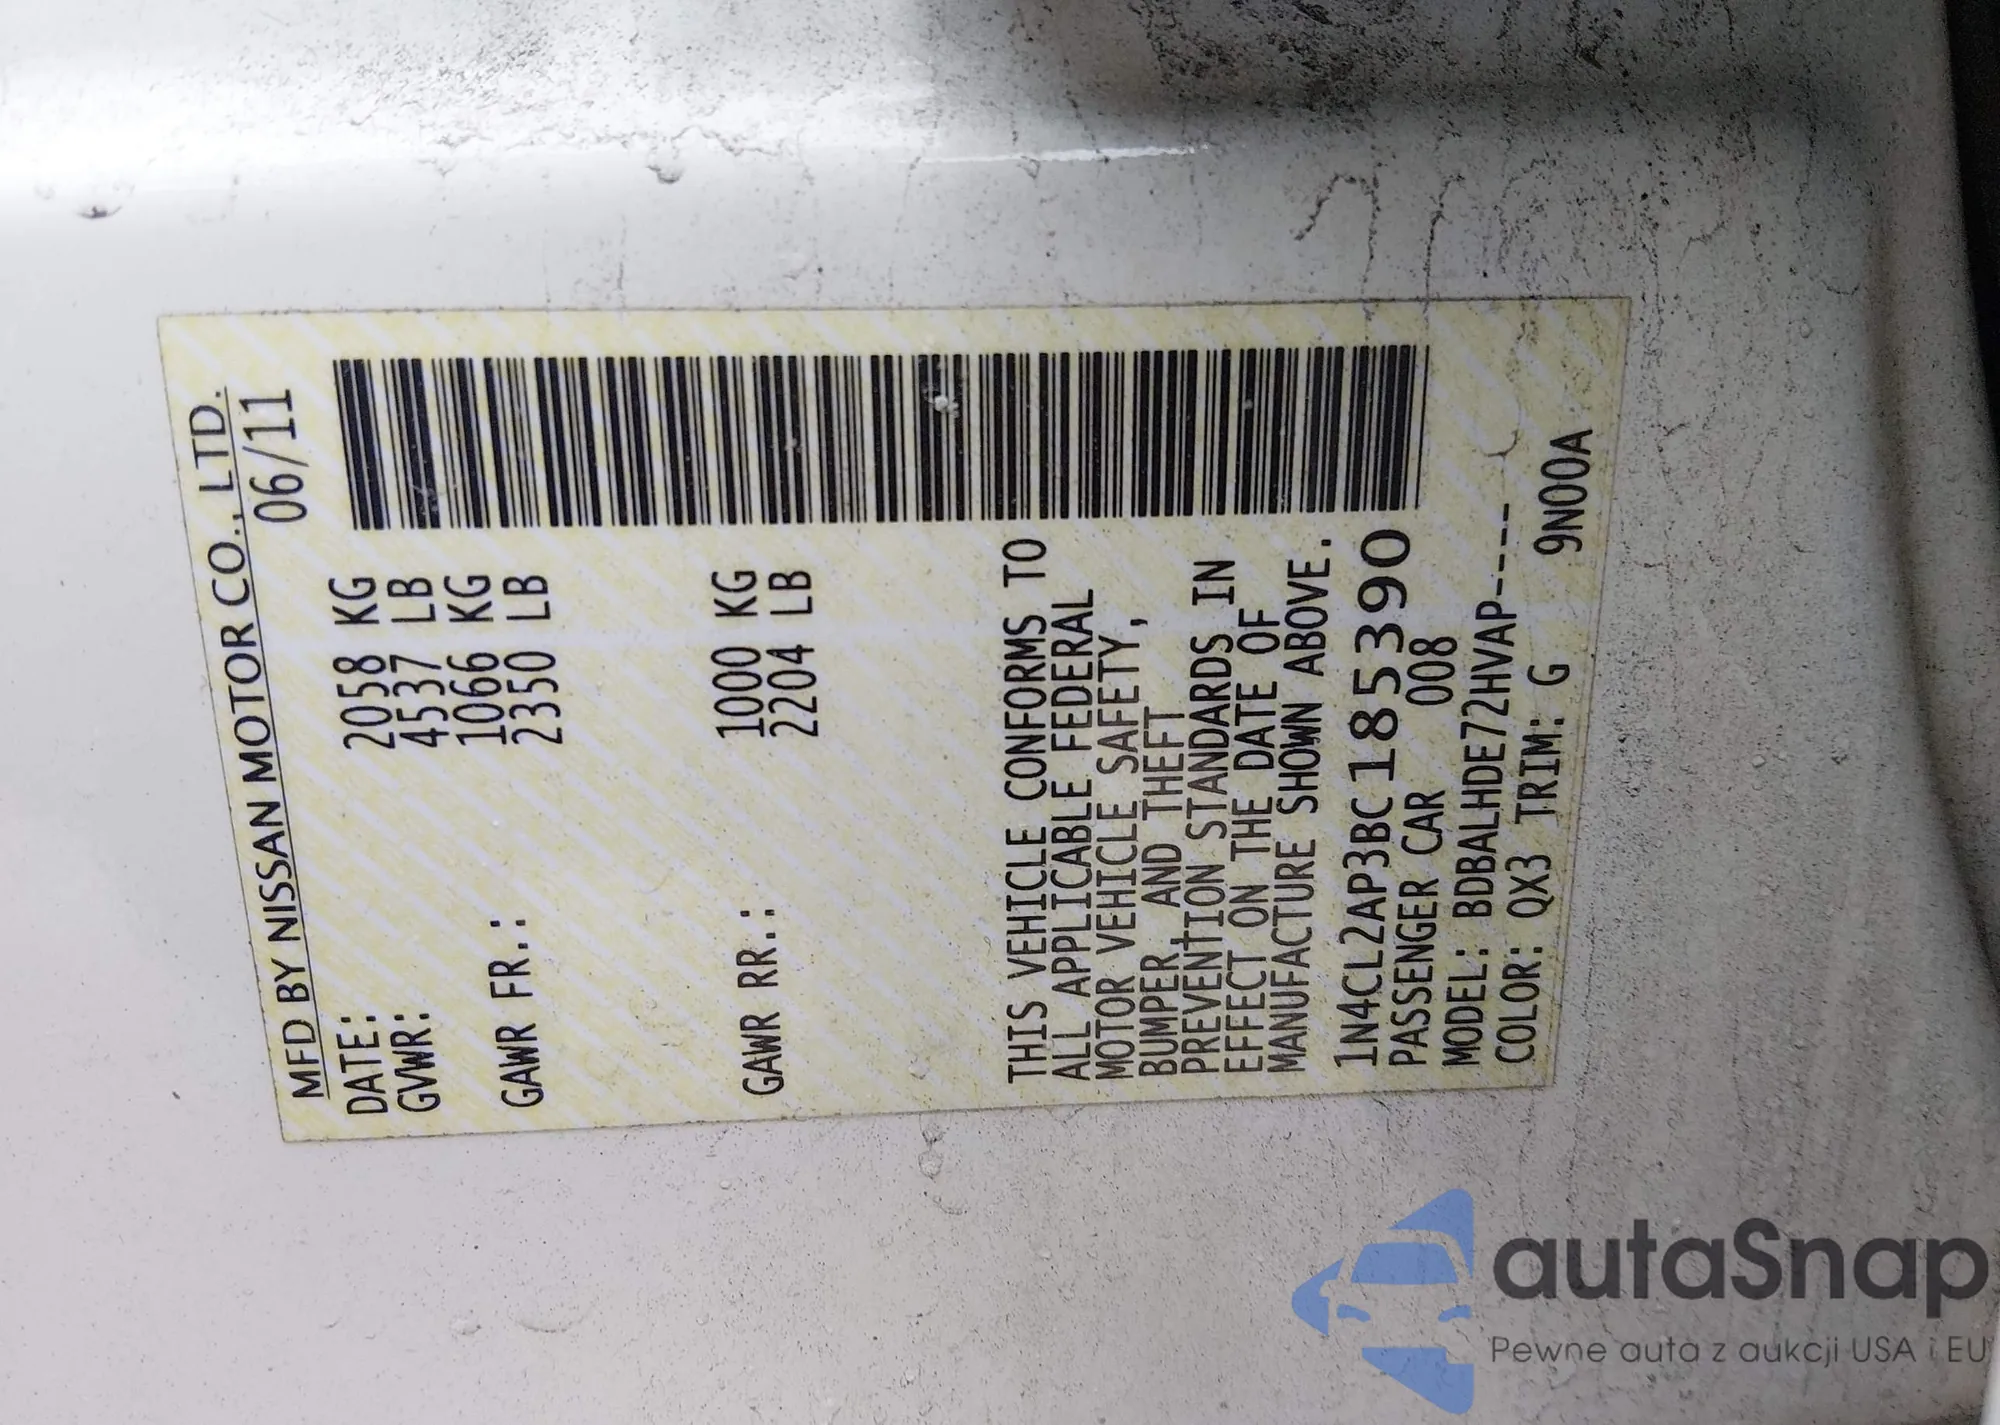 MFD BY NISSAN MOTOR CO., LTD.
DATE: 06/11
GVWR: 2058 KG
4537 LB
GAWR FR.: 1066 KG
2350 LB
GAWR RR.: 1000 KG
2204 LB
THIS VEHICLE CONFORMS TO
ALL APPLICABLE FEDERAL
MOTOR VEHICLE SAFETY,
BUMPER, AND THEFT
PREVENTION STANDARDS IN
EFFECT ON THE DATE OF
MANUFACTURE SHOWN ABOVE.
1N4CL2AP3BC185390
PASSENGER CAR 008
MODEL: BDBALHDE72HVAP-----
COLOR: QX3 TRIM: G 9N00A
autaSnap
Pewne auta z aukcji USA i EU